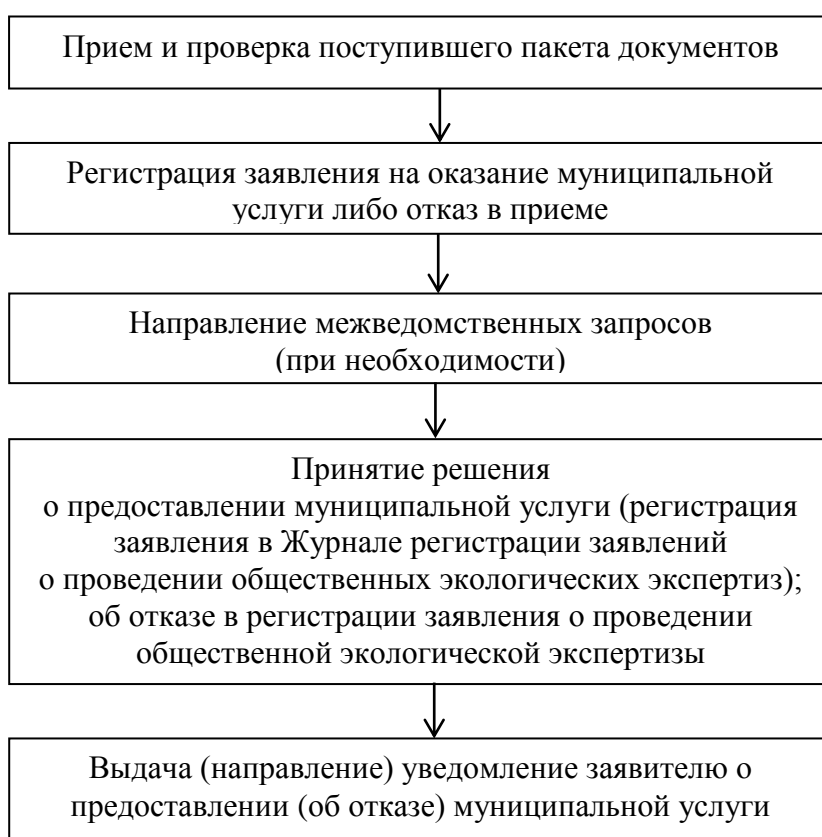 Прием и проверка поступившего пакета документов
Регистрация заявления на оказание муниципальной
услуги либо отказ в приеме
Направление межведомственных запросов
(при необходимости)
Принятие решения
о предоставлении муниципальной услуги (регистрация
заявления в Журнале регистрации заявлений
о проведении общественных экологических экспертиз);
об отказе в регистрации заявления о проведении
общественной экологической экспертизы
Выдача (направление) уведомление заявителю о
предоставлении (об отказе) муниципальной услуги